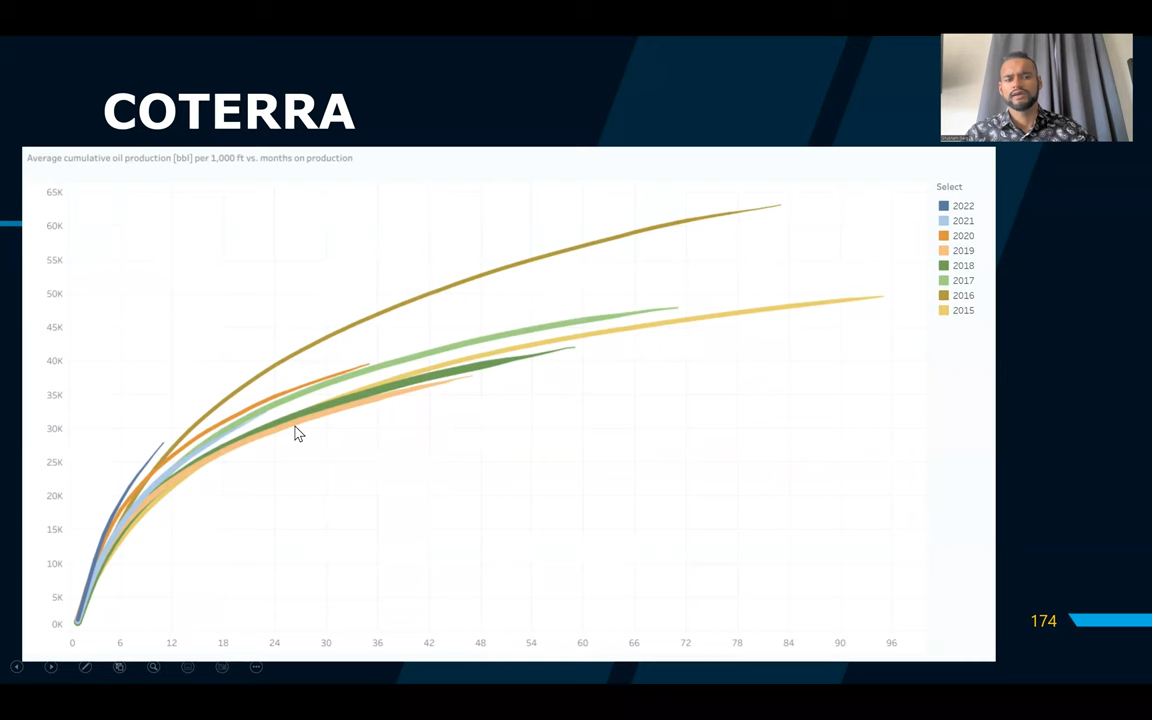 COTERRA
Average cumulative oil production [bbl] per 1,000 ft vs. months on production
Select
2022
2021
2020
2019
2018
2017
2016
2015
65K
60K
55K
50K
45K
40K
35K
30K
25K
20K
15K
10K
5K
0K
0 6 12 18 24 30 36 42 48 54 60 66 72 78 84 90 96
174